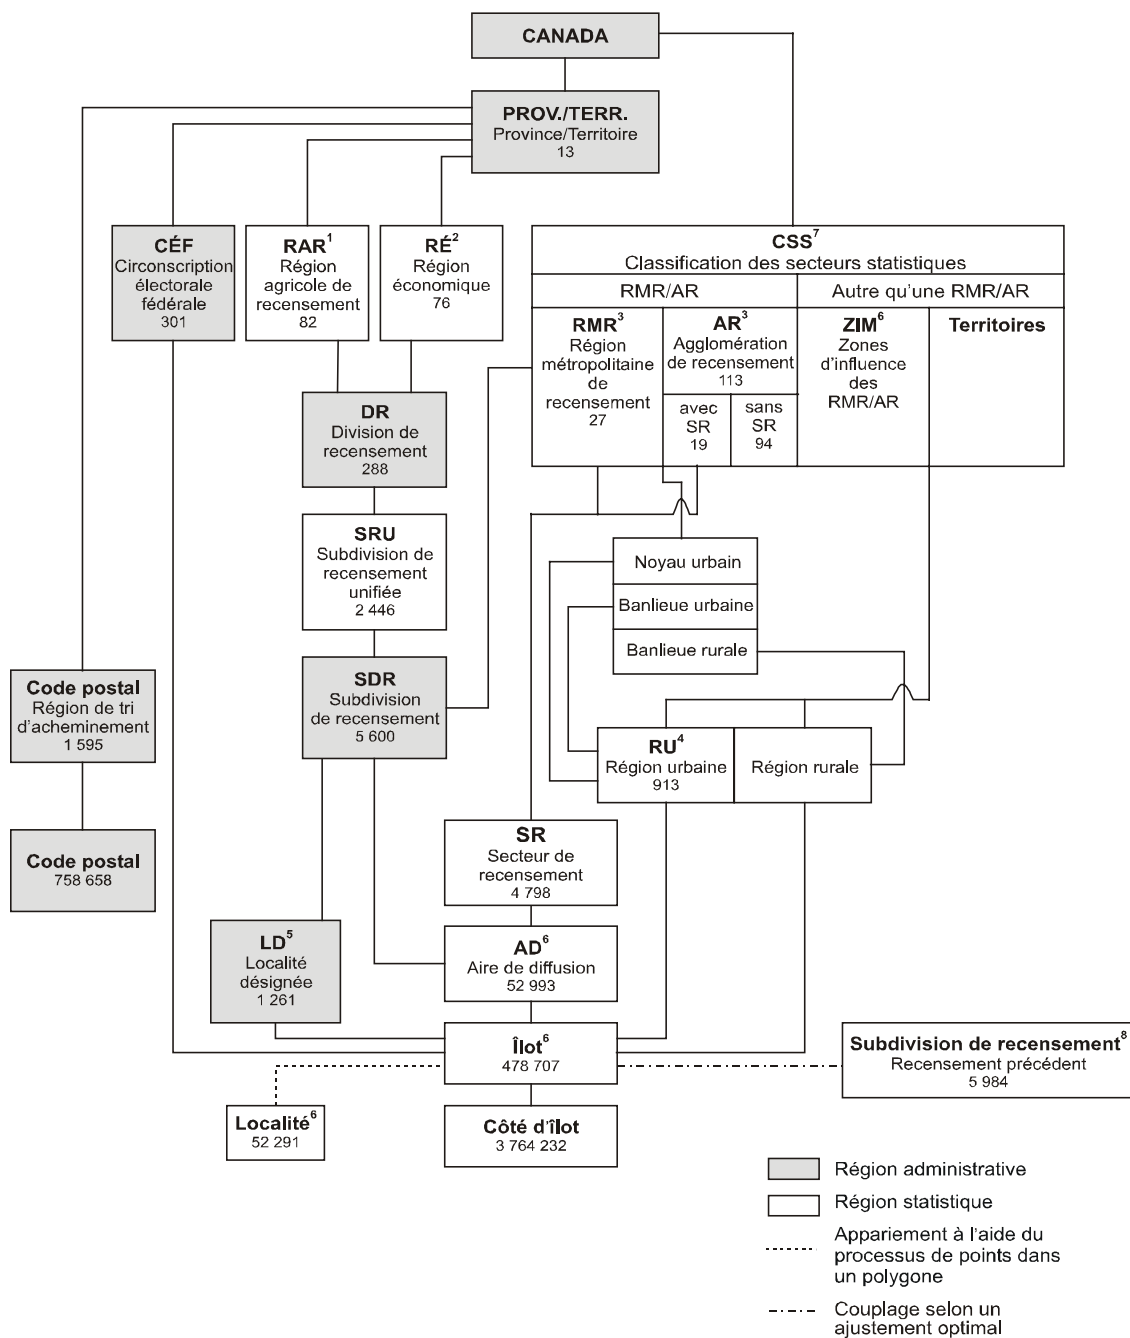 CANADA
PROV./TERR.
Province/Territoire
13
CÉF
Circonscription
électorale
fédérale
301
RAR1
Région
agricole de
recensement
82
RÉ2
Région
économique
76
CSS7
Classification des secteurs statistiques
RMR/AR
Autre qu'une RMR/AR
RMR3
Région
métropolitaine
de
recensement
27
AR3
Agglomération
de recensement
113
avec
SR
19
sans
SR
94
ZIM6
Zones
d'influence
des
RMR/AR
Territoires
DR
Division de
recensement
288
SRU
Subdivision de
recensement
unifiée
2 446
Noyau urbain
Banlieue urbaine
Banlieue rurale
Code postal
Région de tri
d'acheminement
1 595
SDR
Subdivision
de recensement
5 600
RU4
Région urbaine
913
Région rurale
Code postal
758 658
SR
Secteur de
recensement
4 798
LD5
Localité
désignée
1 261
AD6
Aire de diffusion
52 993
Îlot6
478 707
Subdivision de recensement8
Recensement précédent
5 984
Localité6
52 291
Côté d'îlot
3 764 232
Région administrative
Région statistique
Appariement à l'aide du
processus de points dans
un polygone
Couplage selon un
ajustement optimal